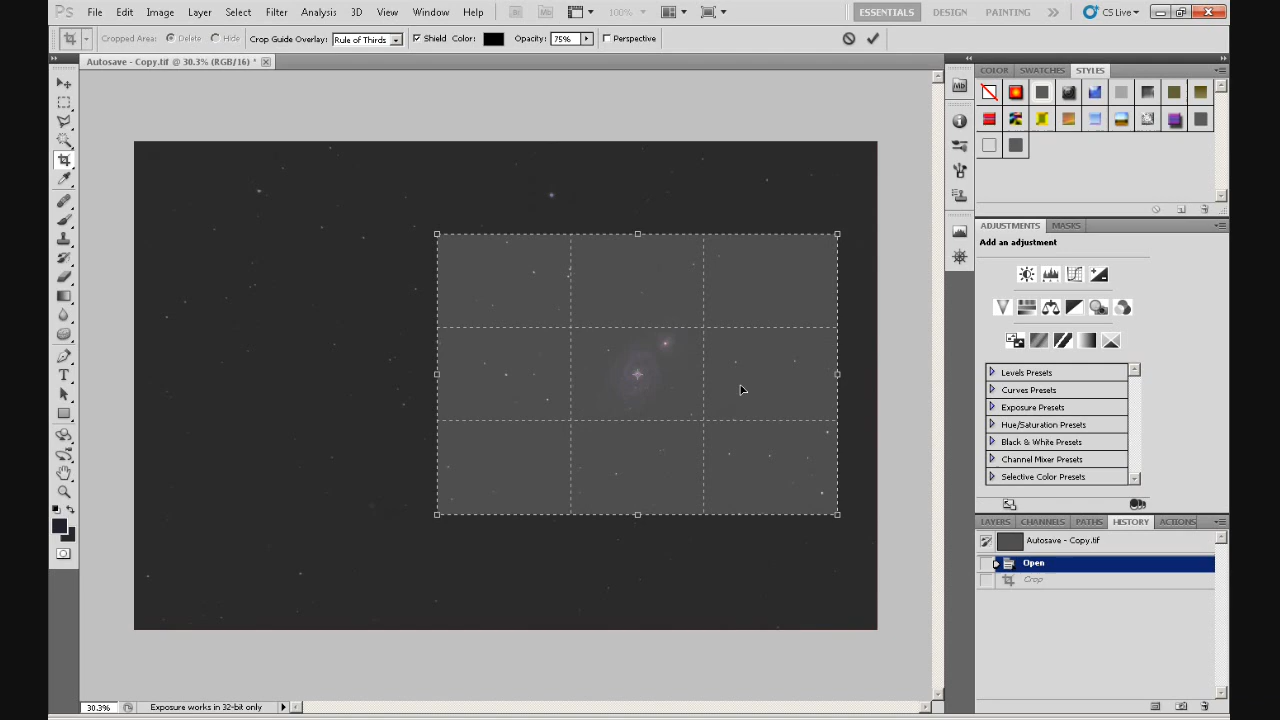 Ps File Edit Image Layer Select Filter Analysis 3D View Window Help Br Mb 100% ESSENTIALS DESIGN PAINTING CS Live
Cropped Area: Delete Hide Crop Guide Overlay: Rule of Thirds Shield Color: Opacity: 75% Perspective
Autosave - Copy.tif @ 30.3% (RGB/16) *
COLOR SWATCHES STYLES
Mb
ADJUSTMENTS MASKS
Add an adjustment
Levels Presets
Curves Presets
Exposure Presets
Hue/Saturation Presets
Black & White Presets
Channel Mixer Presets
Selective Color Presets
LAYERS CHANNELS PATHS HISTORY ACTIONS
Autosave - Copy.tif
Open
Crop
30.3% Exposure works in 32-bit only